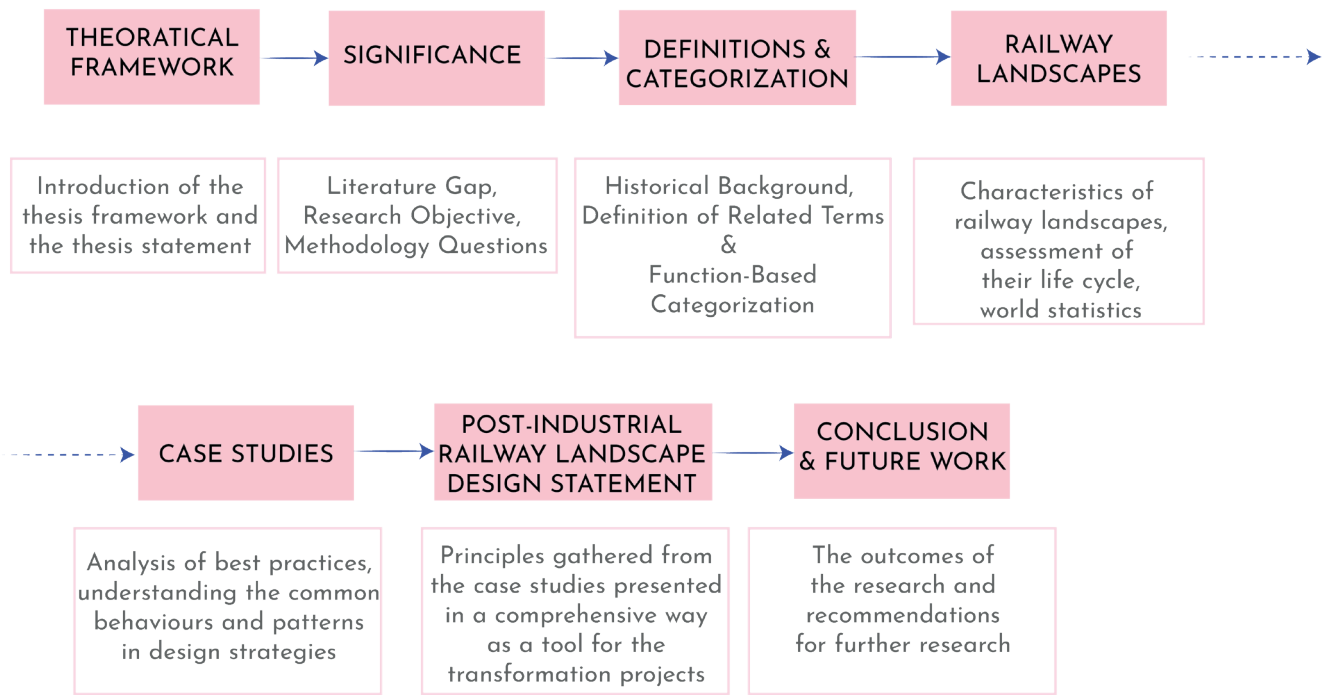 THEORATICAL
FRAMEWORK
SIGNIFICANCE
DEFINITIONS &
CATEGORIZATION
RAILWAY
LANDSCAPES
Introduction of the
thesis framework and
the thesis statement
Literature Gap,
Research Objective,
Methodology Questions
Historical Background,
Definition of Related Terms
&
Function-Based
Categorization
Characteristics of
railway landscapes,
assessment of
their life cycle,
world statistics
CASE STUDIES
POST-INDUSTRIAL
RAILWAY LANDSCAPE
DESIGN STATEMENT
CONCLUSION
& FUTURE WORK
Analysis of best practices,
understanding the common
behaviours and patterns
in design strategies
Principles gathered from
the case studies presented
in a comprehensive way
as a tool for the
transformation projects
The outcomes of
the research and
recommendations
for further research